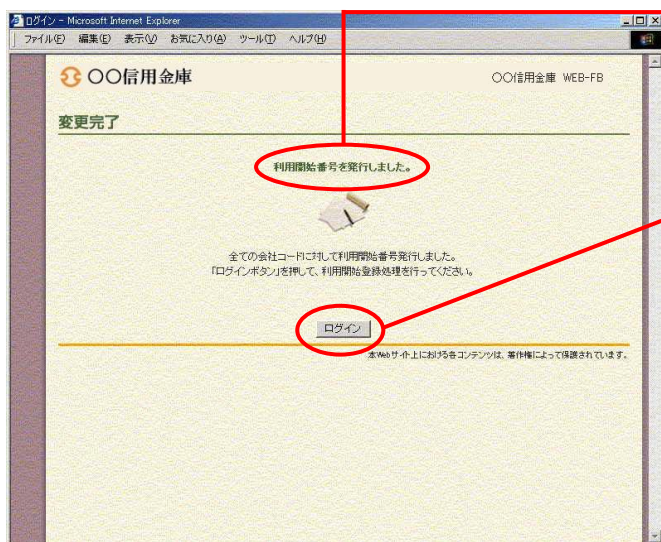 ログイン - Microsoft Internet Explorer
ファイル(F) 編集(E) 表示(V) お気に入り(A) ツール(T) ヘルプ(H)
〇〇信用金庫
〇〇信用金庫 WEB-FB
変更完了
利用開始番号を発行しました。
全ての会社コードに対して利用開始番号発行しました。
「ログインボタン」を押して、利用開始登録処理を行ってください。
ログイン
本Webサイト上における各コンテンツは、著作権によって保護されています。